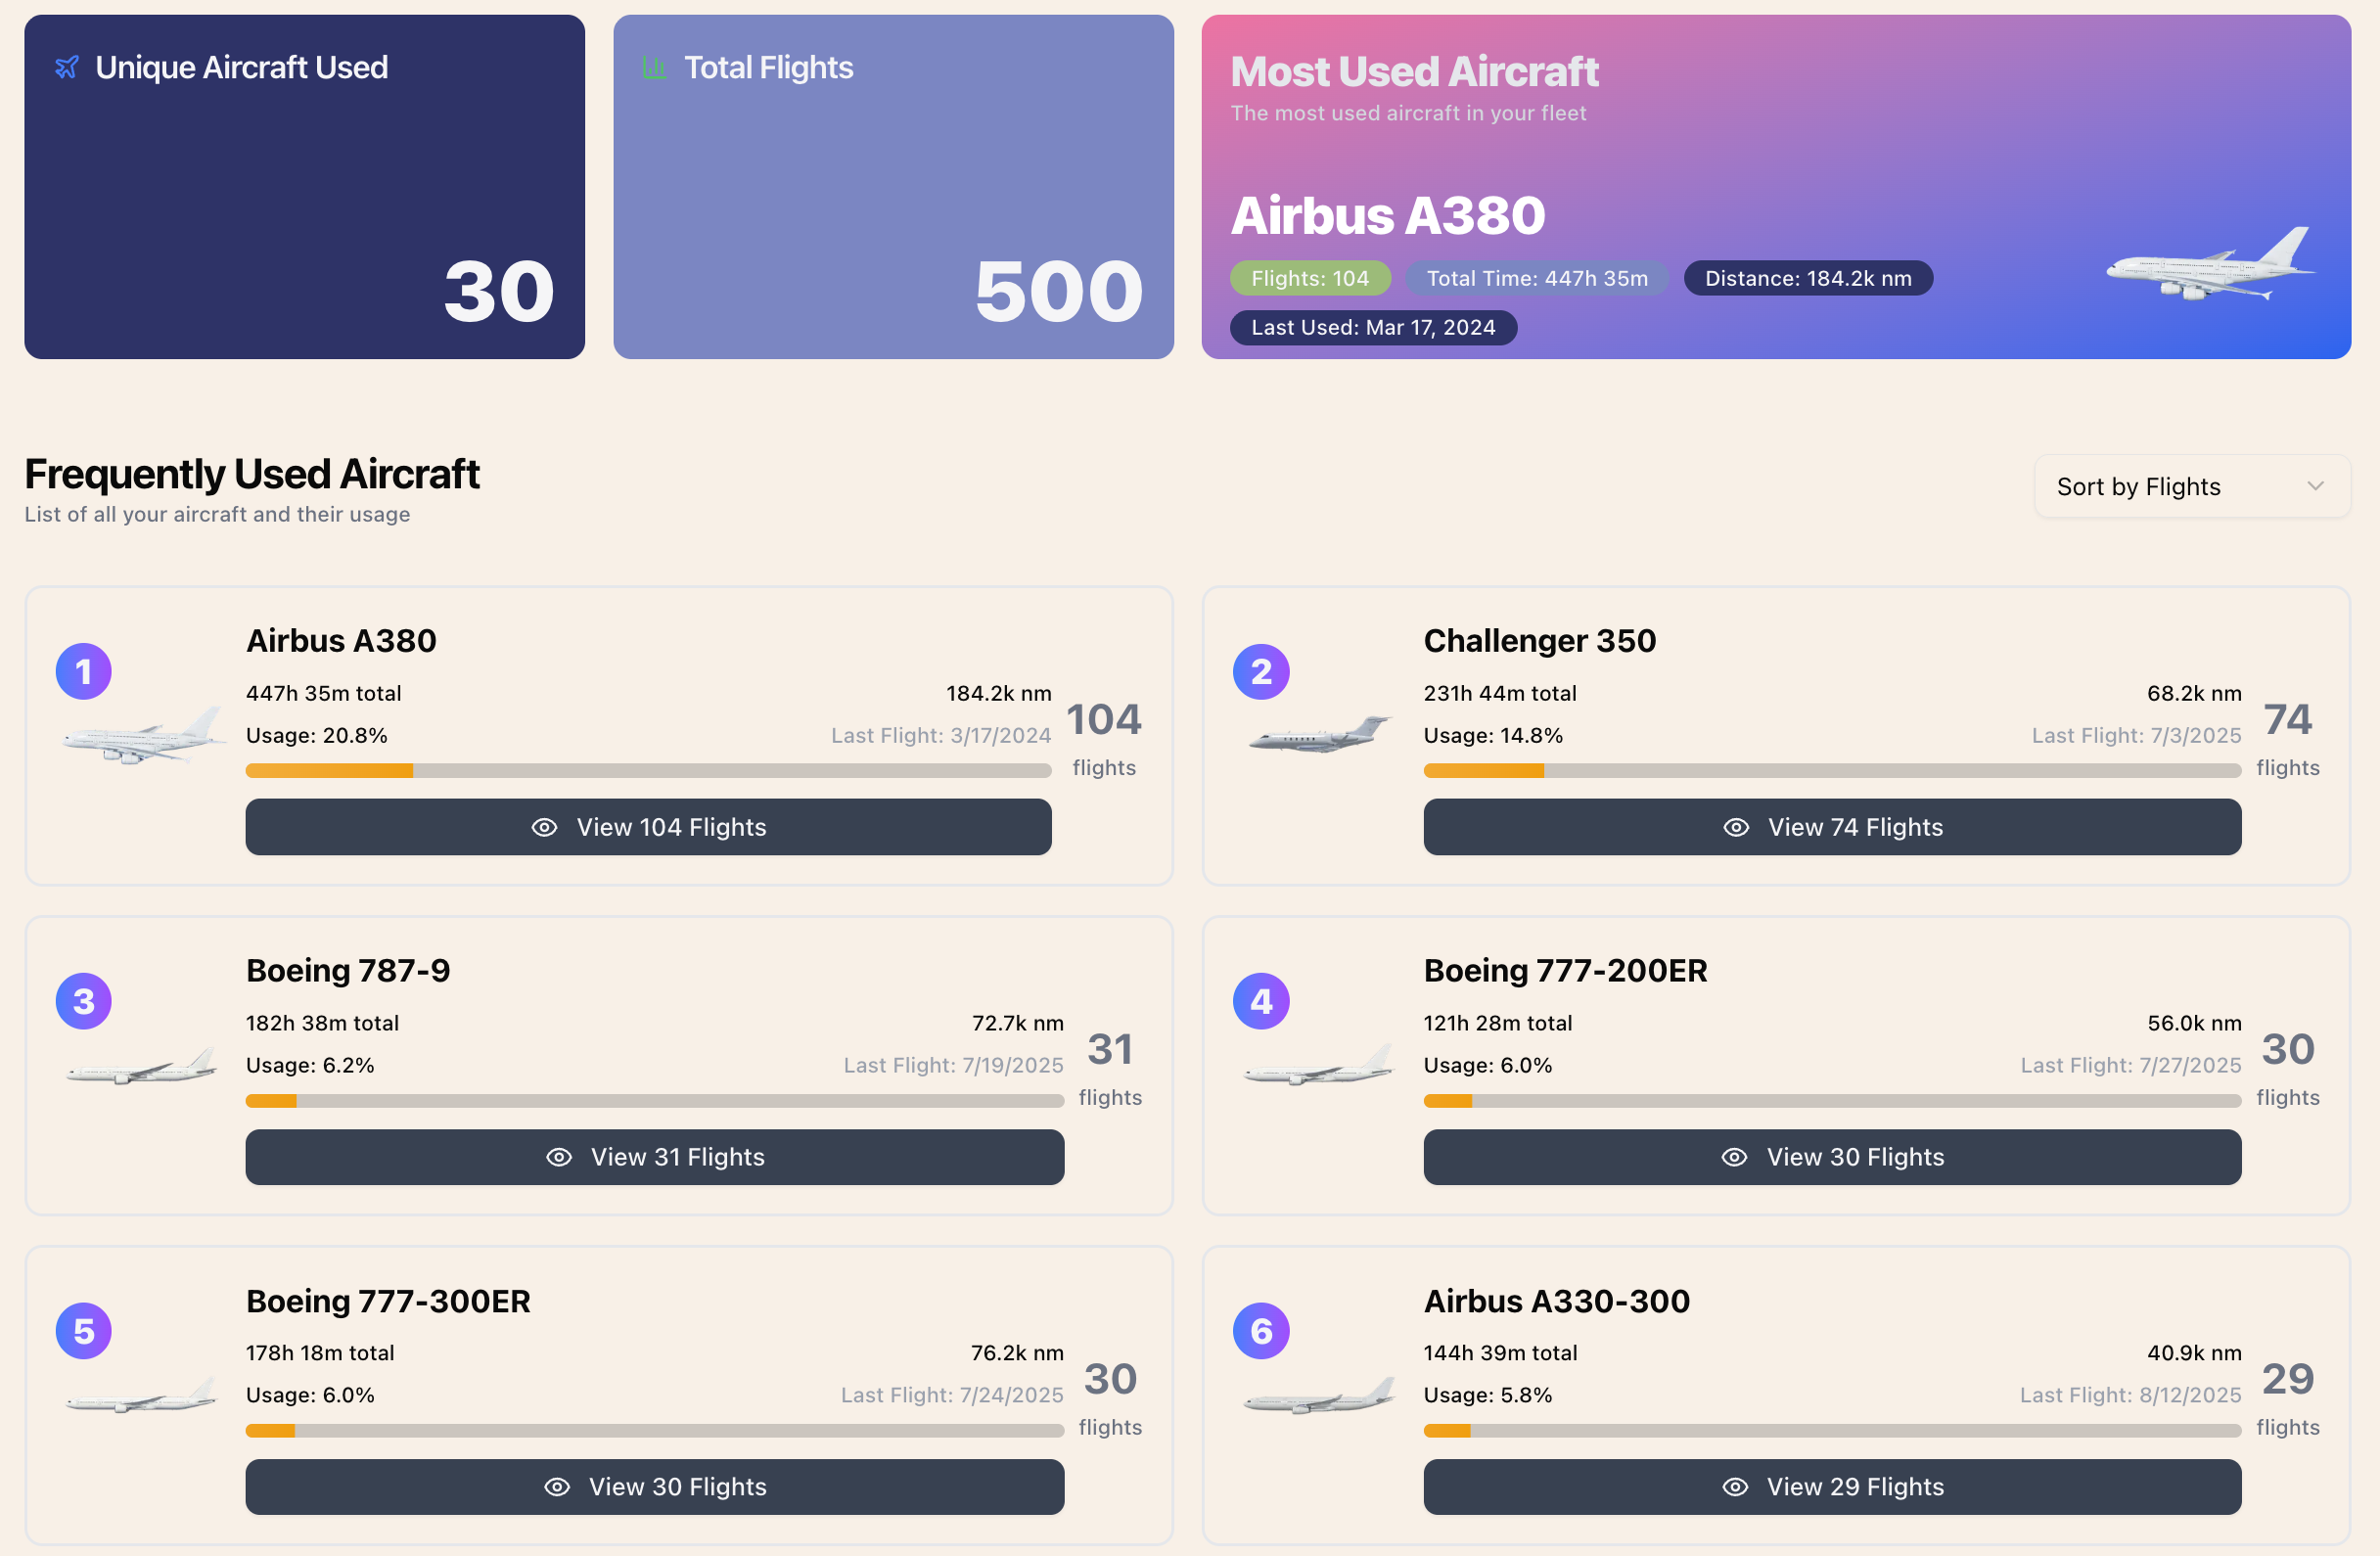 Unique Aircraft Used
30
Total Flights
500
Most Used Aircraft
The most used aircraft in your fleet
Airbus A380
Flights: 104
Total Time: 447h 35m
Distance: 184.2k nm
Last Used: Mar 17, 2024
Frequently Used Aircraft
List of all your aircraft and their usage
Sort by Flights
1
Airbus A380
447h 35m total
184.2k nm
Usage: 20.8%
Last Flight: 3/17/2024
104
flights
View 104 Flights
2
Challenger 350
231h 44m total
68.2k nm
Usage: 14.8%
Last Flight: 7/3/2025
74
flights
View 74 Flights
3
Boeing 787-9
182h 38m total
72.7k nm
Usage: 6.2%
Last Flight: 7/19/2025
31
flights
View 31 Flights
4
Boeing 777-200ER
121h 28m total
56.0k nm
Usage: 6.0%
Last Flight: 7/27/2025
30
flights
View 30 Flights
5
Boeing 777-300ER
178h 18m total
76.2k nm
Usage: 6.0%
Last Flight: 7/24/2025
30
flights
View 30 Flights
6
Airbus A330-300
144h 39m total
40.9k nm
Usage: 5.8%
Last Flight: 8/12/2025
29
flights
View 29 Flights